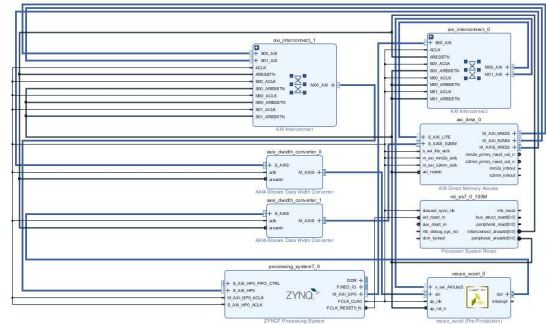 axi_interconnect_1
S00_AXI
S01_AXI
ACLK
ARESETN
S00_ACLK
S00_ARESETN
M00_ACLK
M00_ARESETN
S01_ACLK
S01_ARESETN
M00_AXI
AXI Interconnect
axi_interconnect_0
S00_AXI
ACLK
ARESETN
S00_ACLK
S00_ARESETN
M00_ACLK
M00_ARESETN
M01_ACLK
M01_ARESETN
M00_AXI
M01_AXI
AXI Interconnect
axi_dma_0
S_AXI_LITE
S_AXIS_S2MM
s_axi_lite_aclk
m_axi_mm2s_aclk
m_axi_s2mm_aclk
axi_resetn
M_AXI_MM2S
M_AXI_S2MM
M_AXIS_MM2S
mm2s_prmry_reset_out_n
s2mm_prmry_reset_out_n
mm2s_introut
s2mm_introut
AXI Direct Memory Access
axis_dwidth_converter_0
S_AXIS
aclk
aresetn
M_AXIS
AXI4-Stream Data Width Converter
axis_dwidth_converter_1
S_AXIS
aclk
aresetn
M_AXIS
AXI4-Stream Data Width Converter
rst_ps7_0_100M
slowest_sync_clk
ext_reset_in
aux_reset_in
mb_debug_sys_rst
dcm_locked
mb_reset
bus_struct_reset[0:0]
peripheral_reset[0:0]
interconnect_aresetn[0:0]
peripheral_aresetn[0:0]
Processor System Reset
processing_system7_0
S_AXI_HP0_FIFO_CTRL
S_AXI_HP0
M_AXI_GP0_ACLK
S_AXI_HP0_ACLK
ZYNQ
DDR
FIXED_IO
M_AXI_GP0
FCLK_CLK0
FCLK_RESET0_N
ZYNQ7 Processing System
resize_accel_0
s_axi_AXILiteS
src
ap_clk
ap_rst_n
dst
interrupt
resize_accel (Pre-Production)